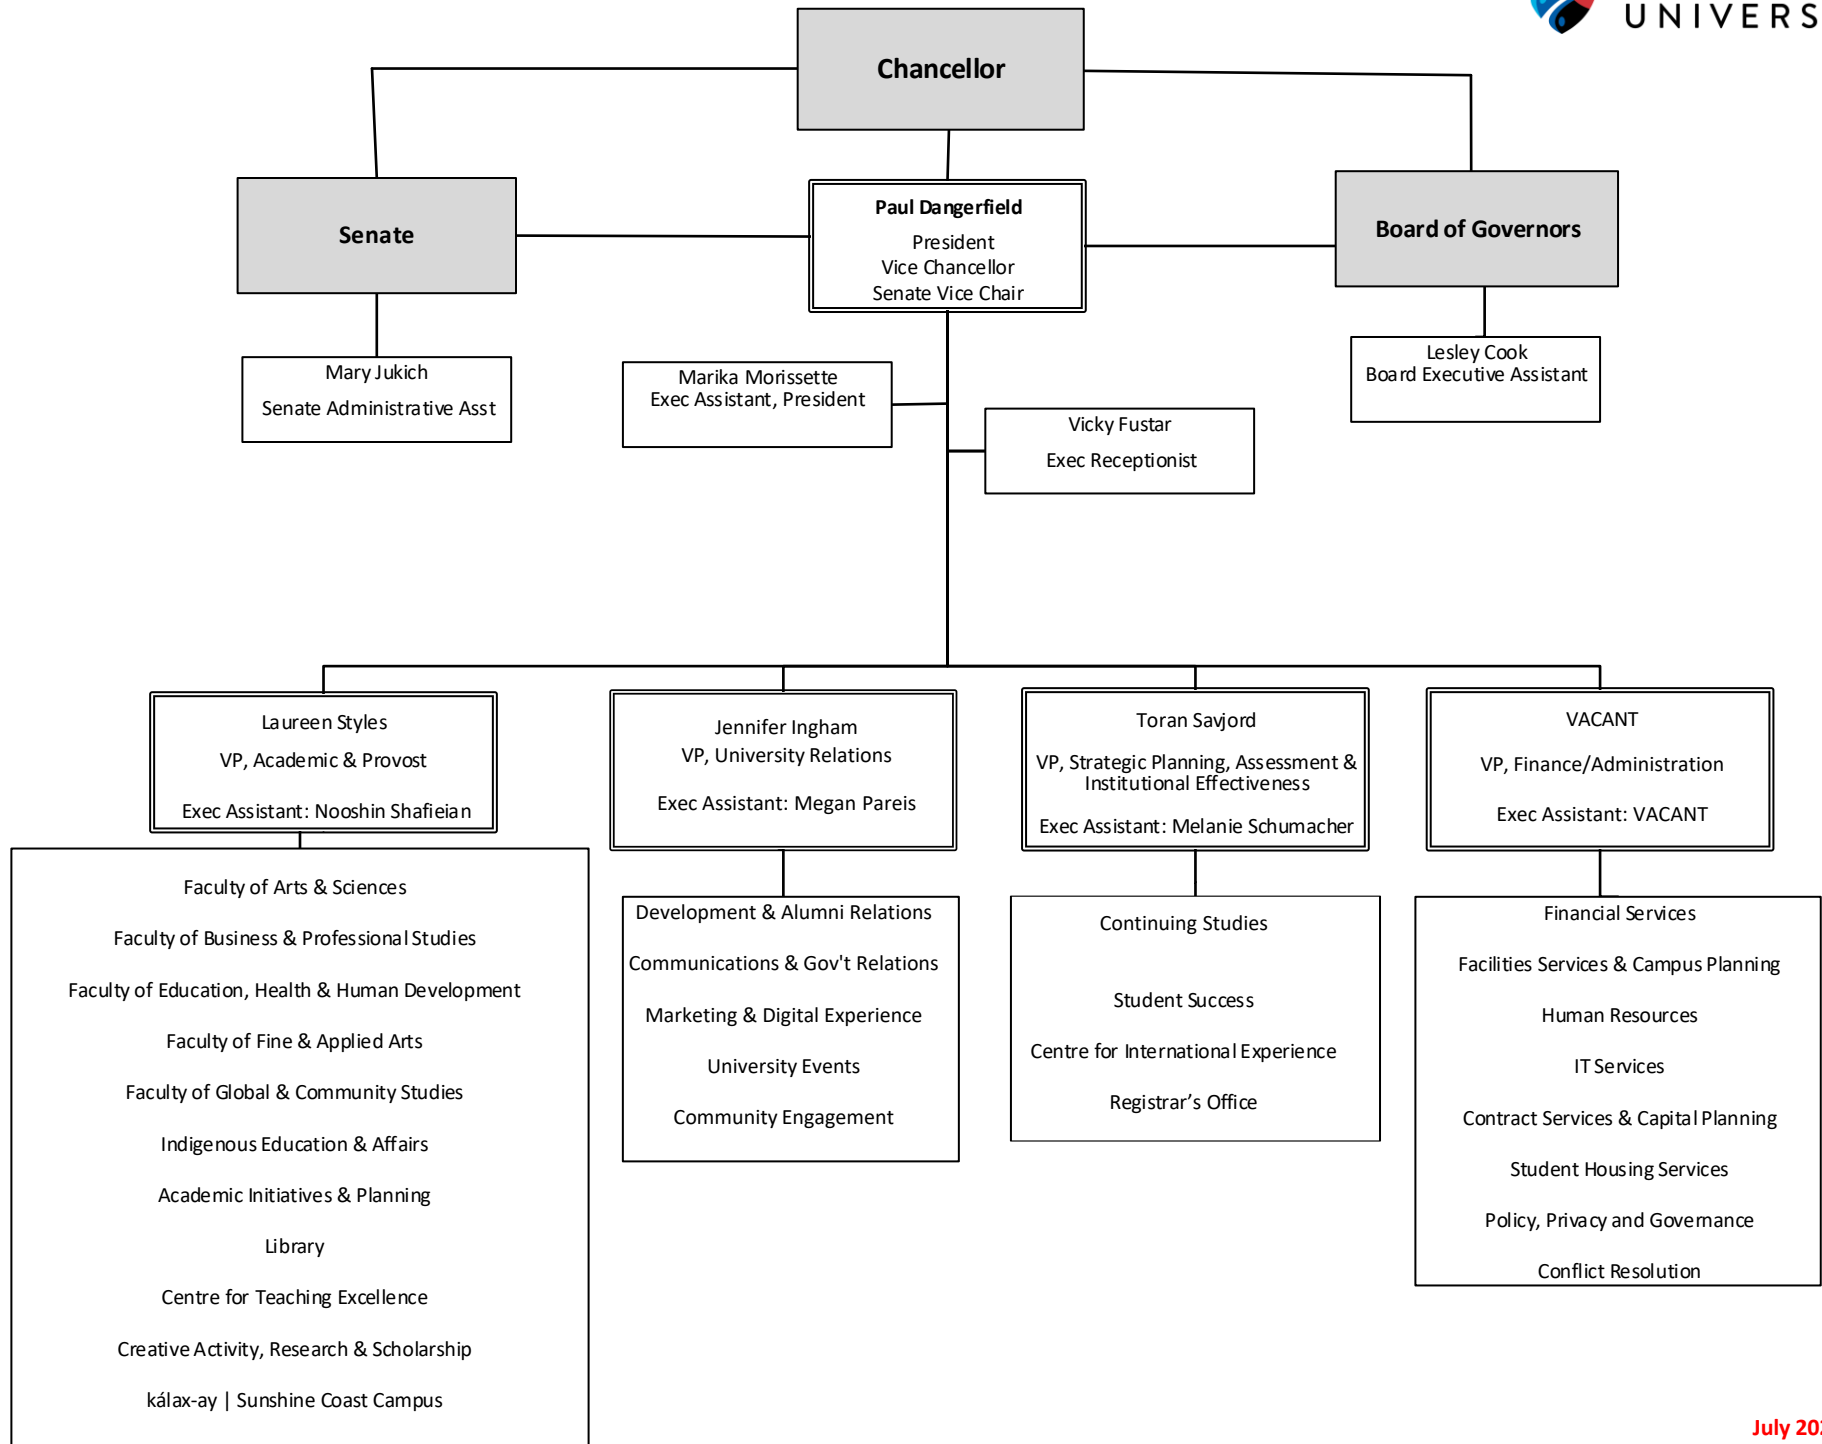 UNIVERS
Chancellor
Senate
Paul Dangerfield
President
Vice Chancellor
Senate Vice Chair
Board of Governors
Mary Jukich
Senate Administrative Asst
Marika Morissette
Exec Assistant, President
Vicky Fustar
Exec Receptionist
Lesley Cook
Board Executive Assistant
Laureen Styles
VP, Academic & Provost
Exec Assistant: Nooshin Shafieian
Jennifer Ingham
VP, University Relations
Exec Assistant: Megan Pareis
Toran Savjord
VP, Strategic Planning, Assessment &
Institutional Effectiveness
Exec Assistant: Melanie Schumacher
VACANT
VP, Finance/Administration
Exec Assistant: VACANT
Faculty of Arts & Sciences
Faculty of Business & Professional Studies
Faculty of Education, Health & Human Development
Faculty of Fine & Applied Arts
Faculty of Global & Community Studies
Indigenous Education & Affairs
Academic Initiatives & Planning
Library
Centre for Teaching Excellence
Creative Activity, Research & Scholarship
kálax-ay | Sunshine Coast Campus
Development & Alumni Relations
Communications & Gov't Relations
Marketing & Digital Experience
University Events
Community Engagement
Continuing Studies
Student Success
Centre for International Experience
Registrar’s Office
Financial Services
Facilities Services & Campus Planning
Human Resources
IT Services
Contract Services & Capital Planning
Student Housing Services
Policy, Privacy and Governance
Conflict Resolution
July 202